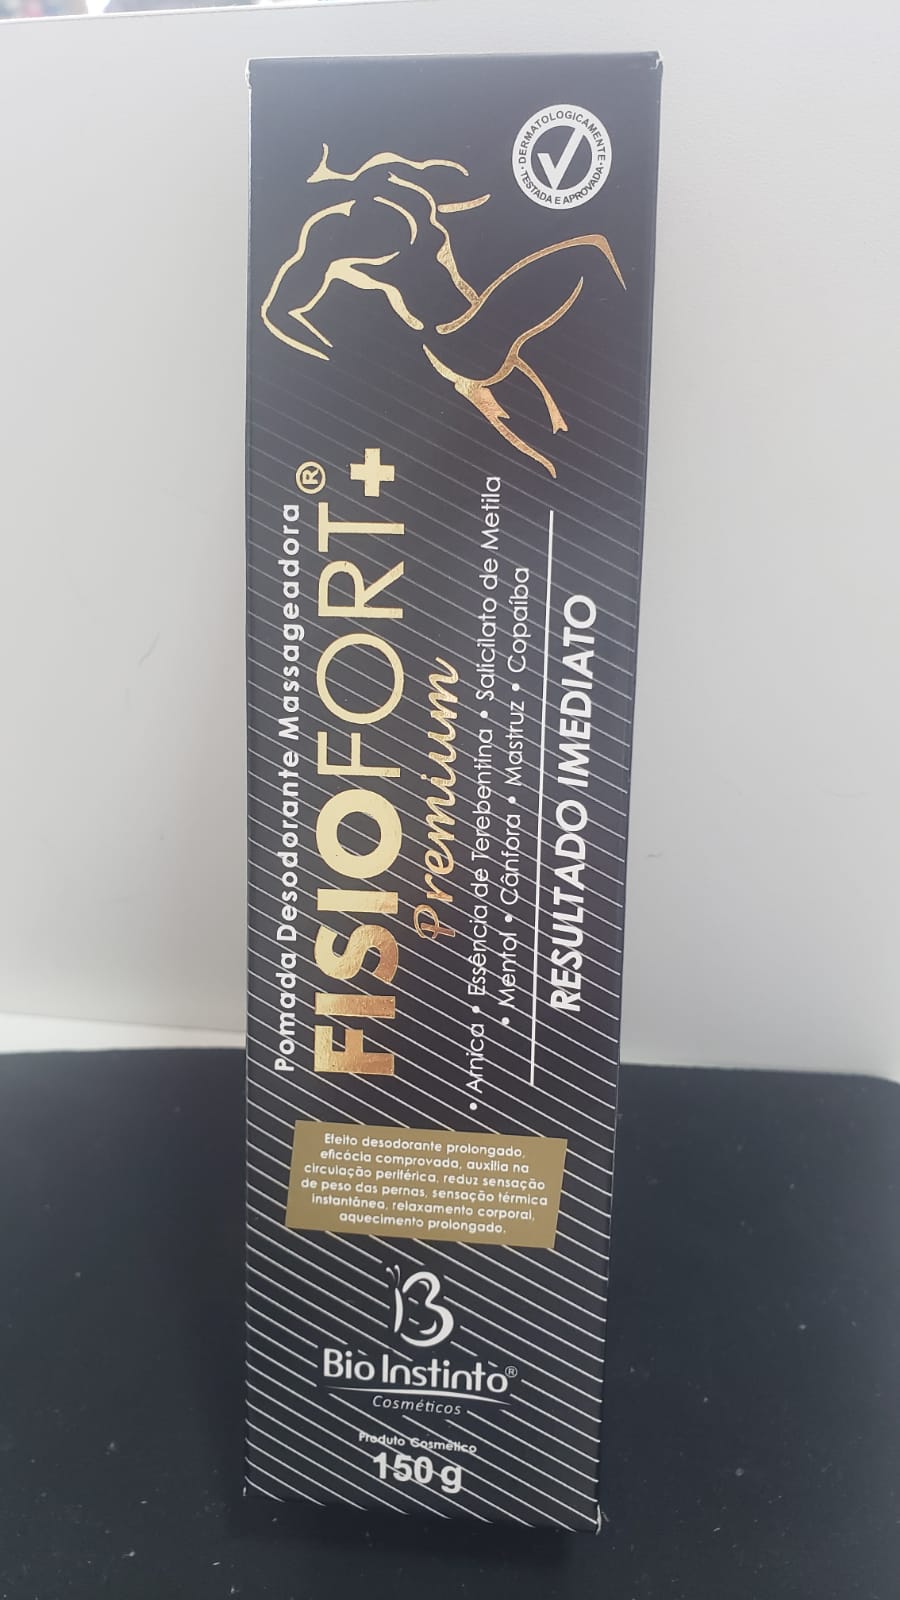 DERMATOLOGICAMENTE
TESTADA E APROVADA
Pomada Desodorante Massageadora
FISIOFORT+®
Premium
• Arnica • Essência de Terebentina • Salicilato de Metila
• Mentol • Cânfora • Mastruz • Copaíba
RESULTADO IMEDIATO
Efeito desodorante prolongado,
eficácia comprovada, auxilia na
circulação periférica, reduz sensação
de peso das pernas, sensação térmica
instantânea, relaxamento corporal,
aquecimento prolongado.
B
Bio Instinto®
Cosméticos
Produto Cosmético
150 g